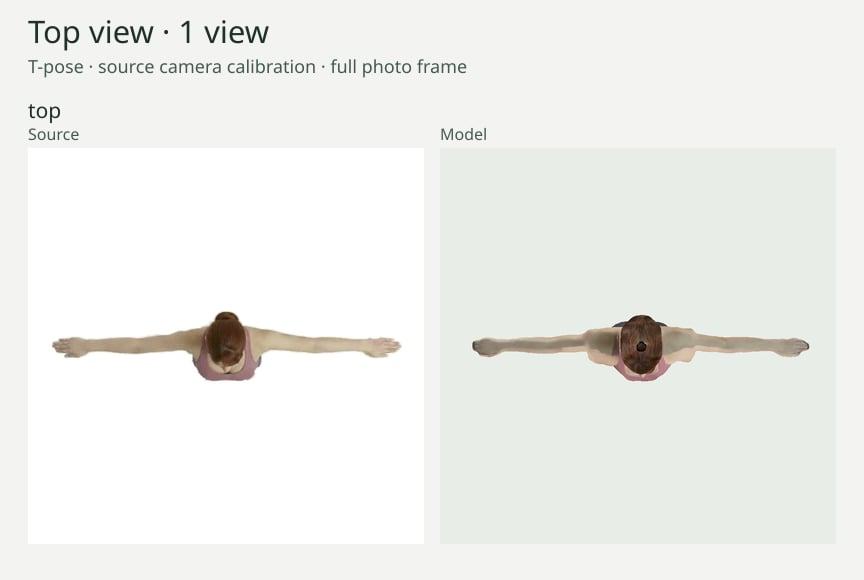 Top view · 1 view
T-pose · source camera calibration · full photo frame
top
Source
Model